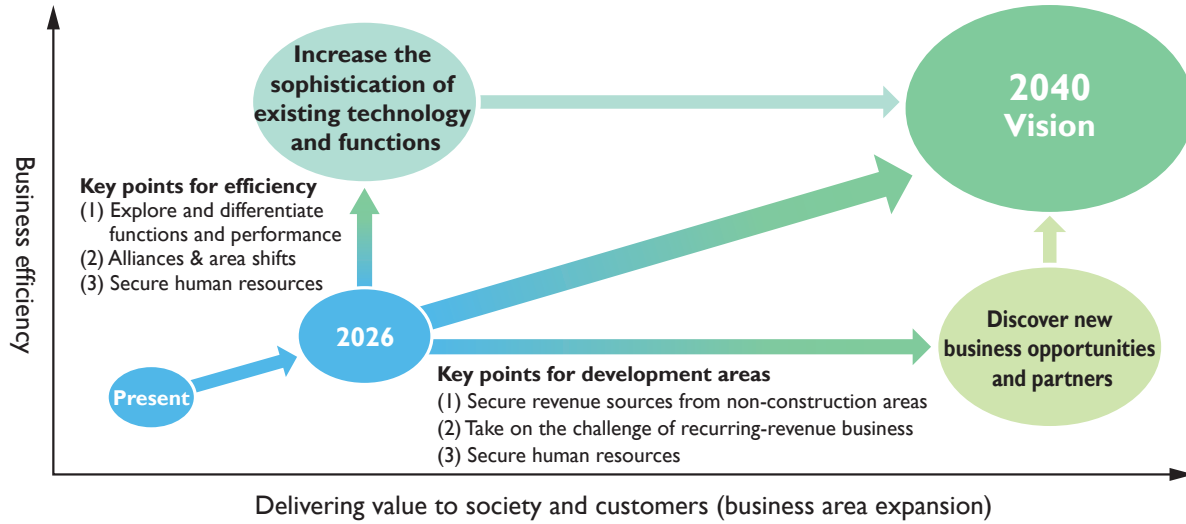 Increase the
sophistication of
existing technology
and functions
2040
Vision
Business efficiency
Key points for efficiency
(1) Explore and differentiate
functions and performance
(2) Alliances & area shifts
(3) Secure human resources
2026
Discover new
business opportunities
and partners
Present
Key points for development areas
(1) Secure revenue sources from non-construction areas
(2) Take on the challenge of recurring-revenue business
(3) Secure human resources
Delivering value to society and customers (business area expansion)